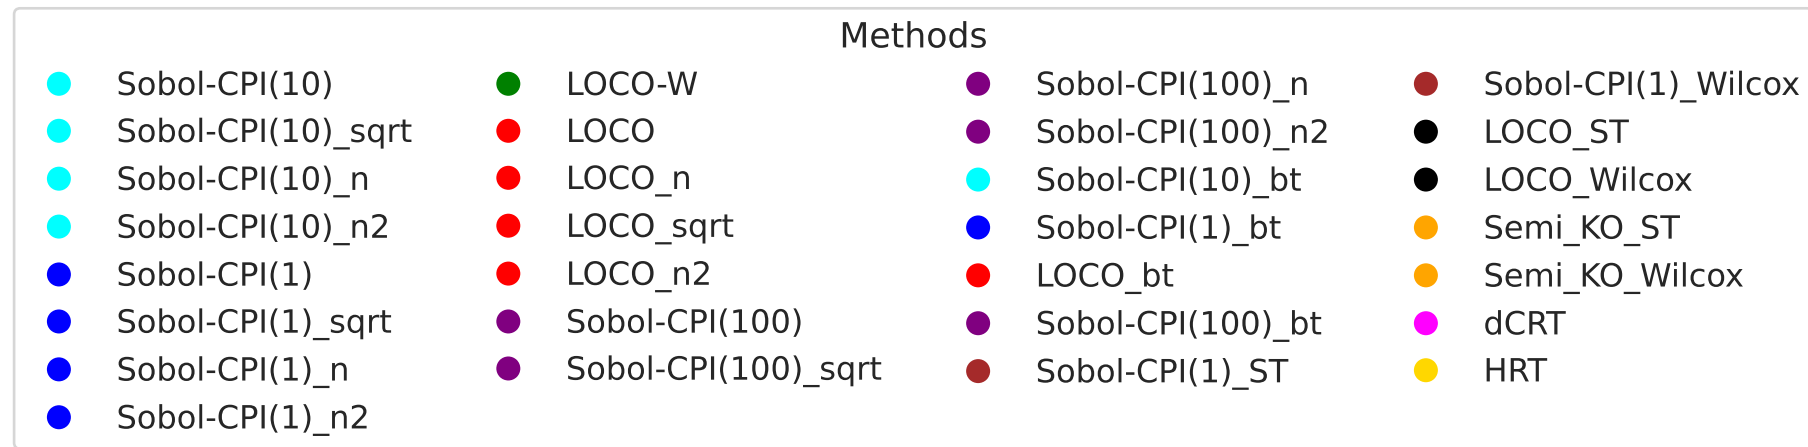 Methods
Sobol-CPI(10)
Sobol-CPI(10)_sqrt
Sobol-CPI(10)_n
Sobol-CPI(10)_n2
Sobol-CPI(1)
Sobol-CPI(1)_sqrt
Sobol-CPI(1)_n
Sobol-CPI(1)_n2
LOCO-W
LOCO
LOCO_n
LOCO_sqrt
LOCO_n2
Sobol-CPI(100)
Sobol-CPI(100)_sqrt
Sobol-CPI(100)_n
Sobol-CPI(100)_n2
Sobol-CPI(10)_bt
Sobol-CPI(1)_bt
LOCO_bt
Sobol-CPI(100)_bt
Sobol-CPI(1)_ST
Sobol-CPI(1)_Wilcox
LOCO_ST
LOCO_Wilcox
Semi_KO_ST
Semi_KO_Wilcox
dCRT
HRT